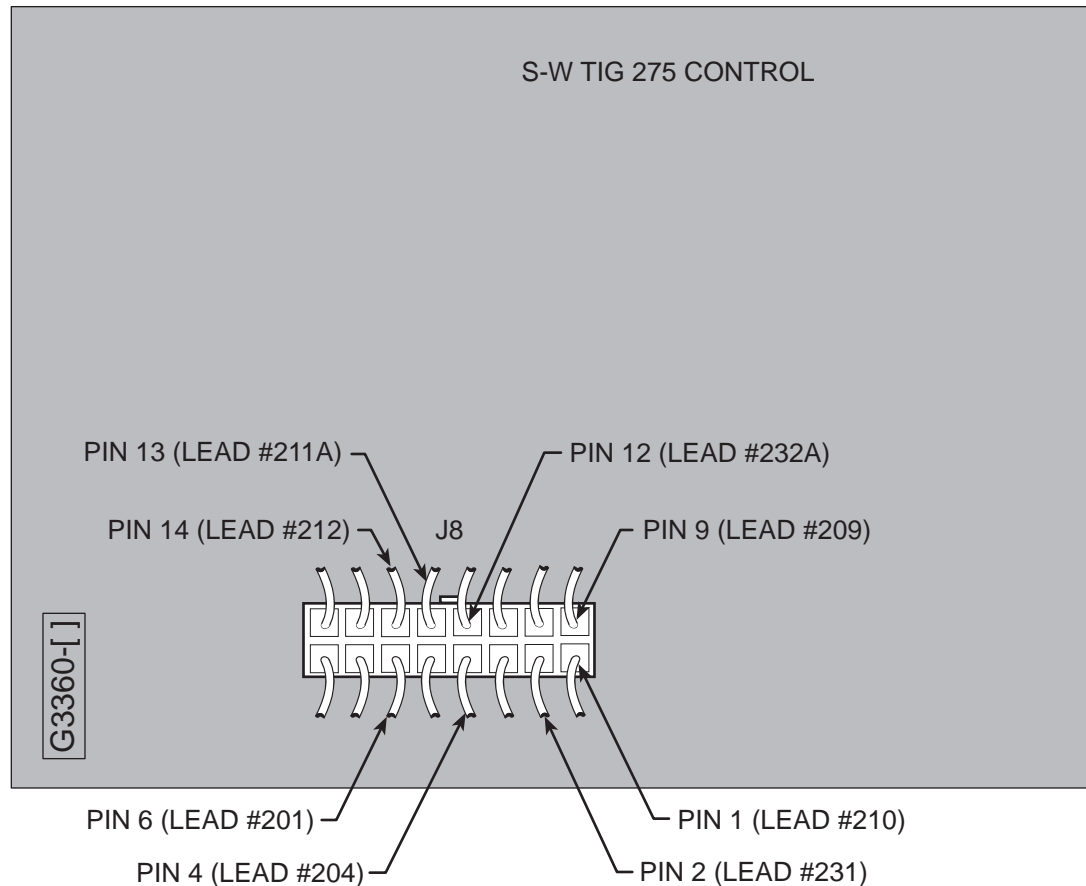 S-W TIG 275 CONTROL
PIN 13 (LEAD #211A)
PIN 12 (LEAD #232A)
PIN 14 (LEAD #212)
J8
PIN 9 (LEAD #209)
G3360-[ ]
PIN 6 (LEAD #201)
PIN 1 (LEAD #210)
PIN 4 (LEAD #204)
PIN 2 (LEAD #231)